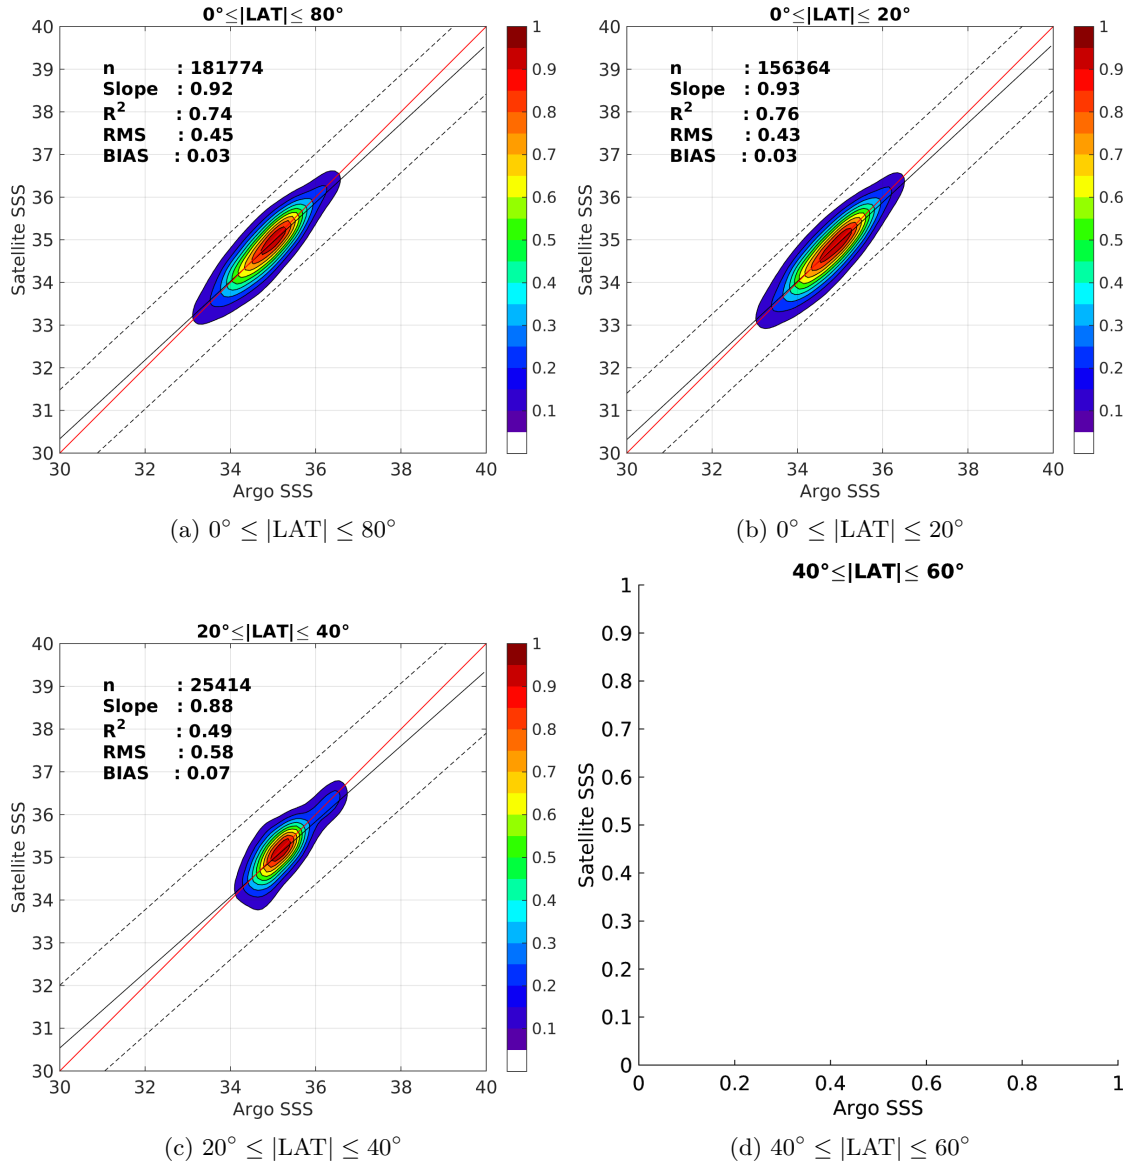 0°≤|LAT|≤ 80°
n : 181774
Slope : 0.92
R2 : 0.74
RMS : 0.45
BIAS : 0.03
40
39
38
37
36
35
34
33
32
31
30
Satellite SSS
30 32 34 36 38 40
Argo SSS
1
0.9
0.8
0.7
0.6
0.5
0.4
0.3
0.2
0.1
(a) 0° ≤ |LAT| ≤ 80°
0°≤|LAT|≤ 20°
n : 156364
Slope : 0.93
R2 : 0.76
RMS : 0.43
BIAS : 0.03
40
39
38
37
36
35
34
33
32
31
30
Satellite SSS
30 32 34 36 38 40
Argo SSS
1
0.9
0.8
0.7
0.6
0.5
0.4
0.3
0.2
0.1
(b) 0° ≤ |LAT| ≤ 20°
20°≤|LAT|≤ 40°
n : 25414
Slope : 0.88
R2 : 0.49
RMS : 0.58
BIAS : 0.07
40
39
38
37
36
35
34
33
32
31
30
Satellite SSS
30 32 34 36 38 40
Argo SSS
1
0.9
0.8
0.7
0.6
0.5
0.4
0.3
0.2
0.1
(c) 20° ≤ |LAT| ≤ 40°
40°≤|LAT|≤ 60°
1
0.9
0.8
0.7
0.6
0.5
0.4
0.3
0.2
0.1
0
Satellite SSS
0 0.2 0.4 0.6 0.8 1
Argo SSS
(d) 40° ≤ |LAT| ≤ 60°